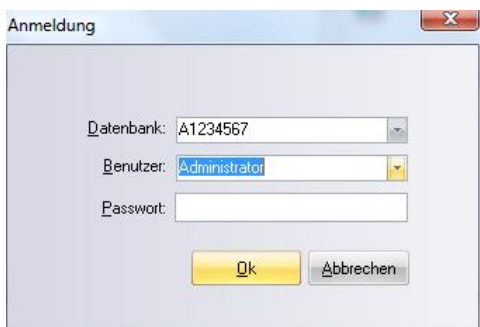 Anmeldung
Datenbank: A1234567
Benutzer: Administrator
Passwort:
Ok Abbrechen